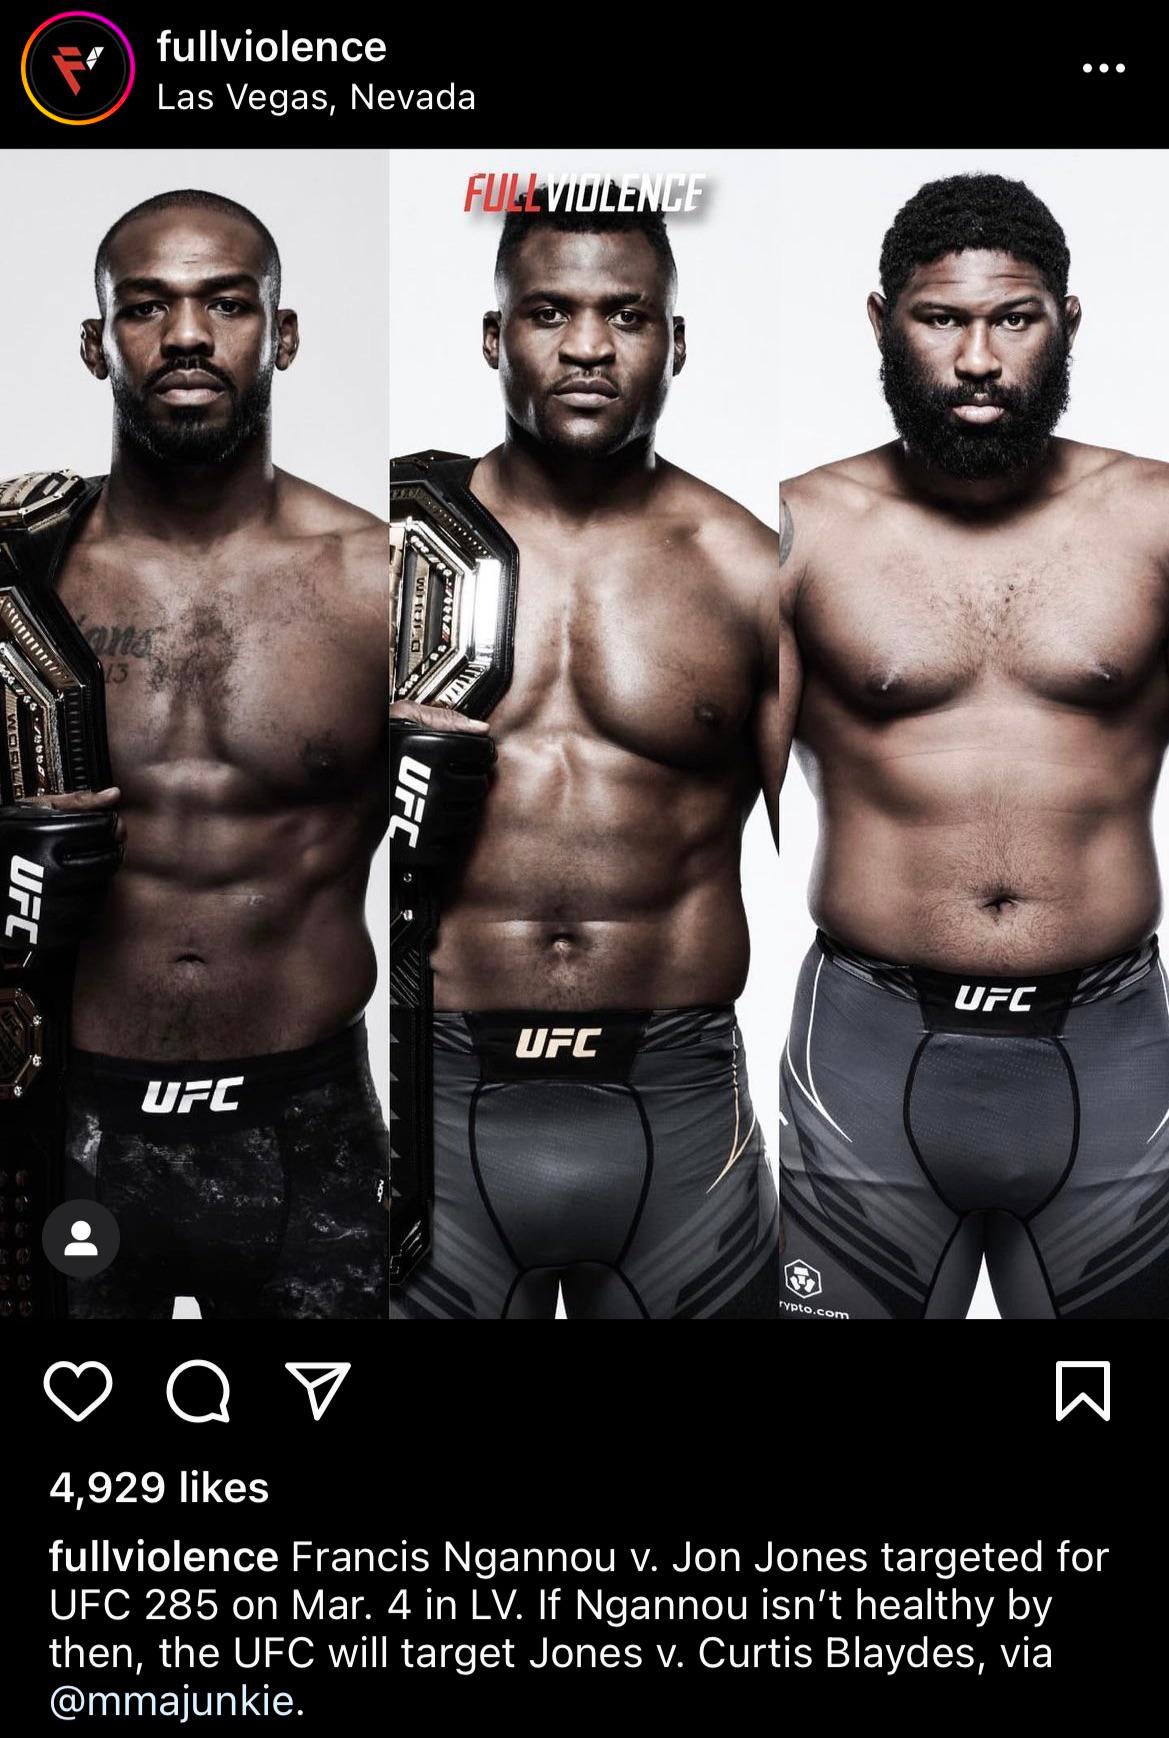 fullviolence
Las Vegas, Nevada
FULLVIOLENCE
13
UFC
UFC
UFC
UFC
UFC
ypto.com
4,929 likes
fullviolence Francis Ngannou v. Jon Jones targeted for
UFC 285 on Mar. 4 in LV. If Ngannou isn’t healthy by
then, the UFC will target Jones v. Curtis Blaydes, via
@mmajunkie.